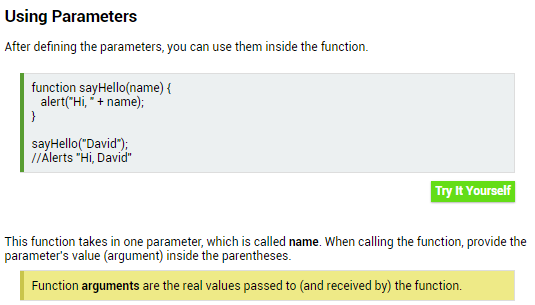 Using Parameters
After defining the parameters, you can use them inside the function.
function sayHello(name) {
alert("Hi, " + name);
}
sayHello("David");
//Alerts "Hi, David"
Try It Yourself
This function takes in one parameter, which is called name. When calling the function, provide the
parameter's value (argument) inside the parentheses.
Function arguments are the real values passed to (and received by) the function.